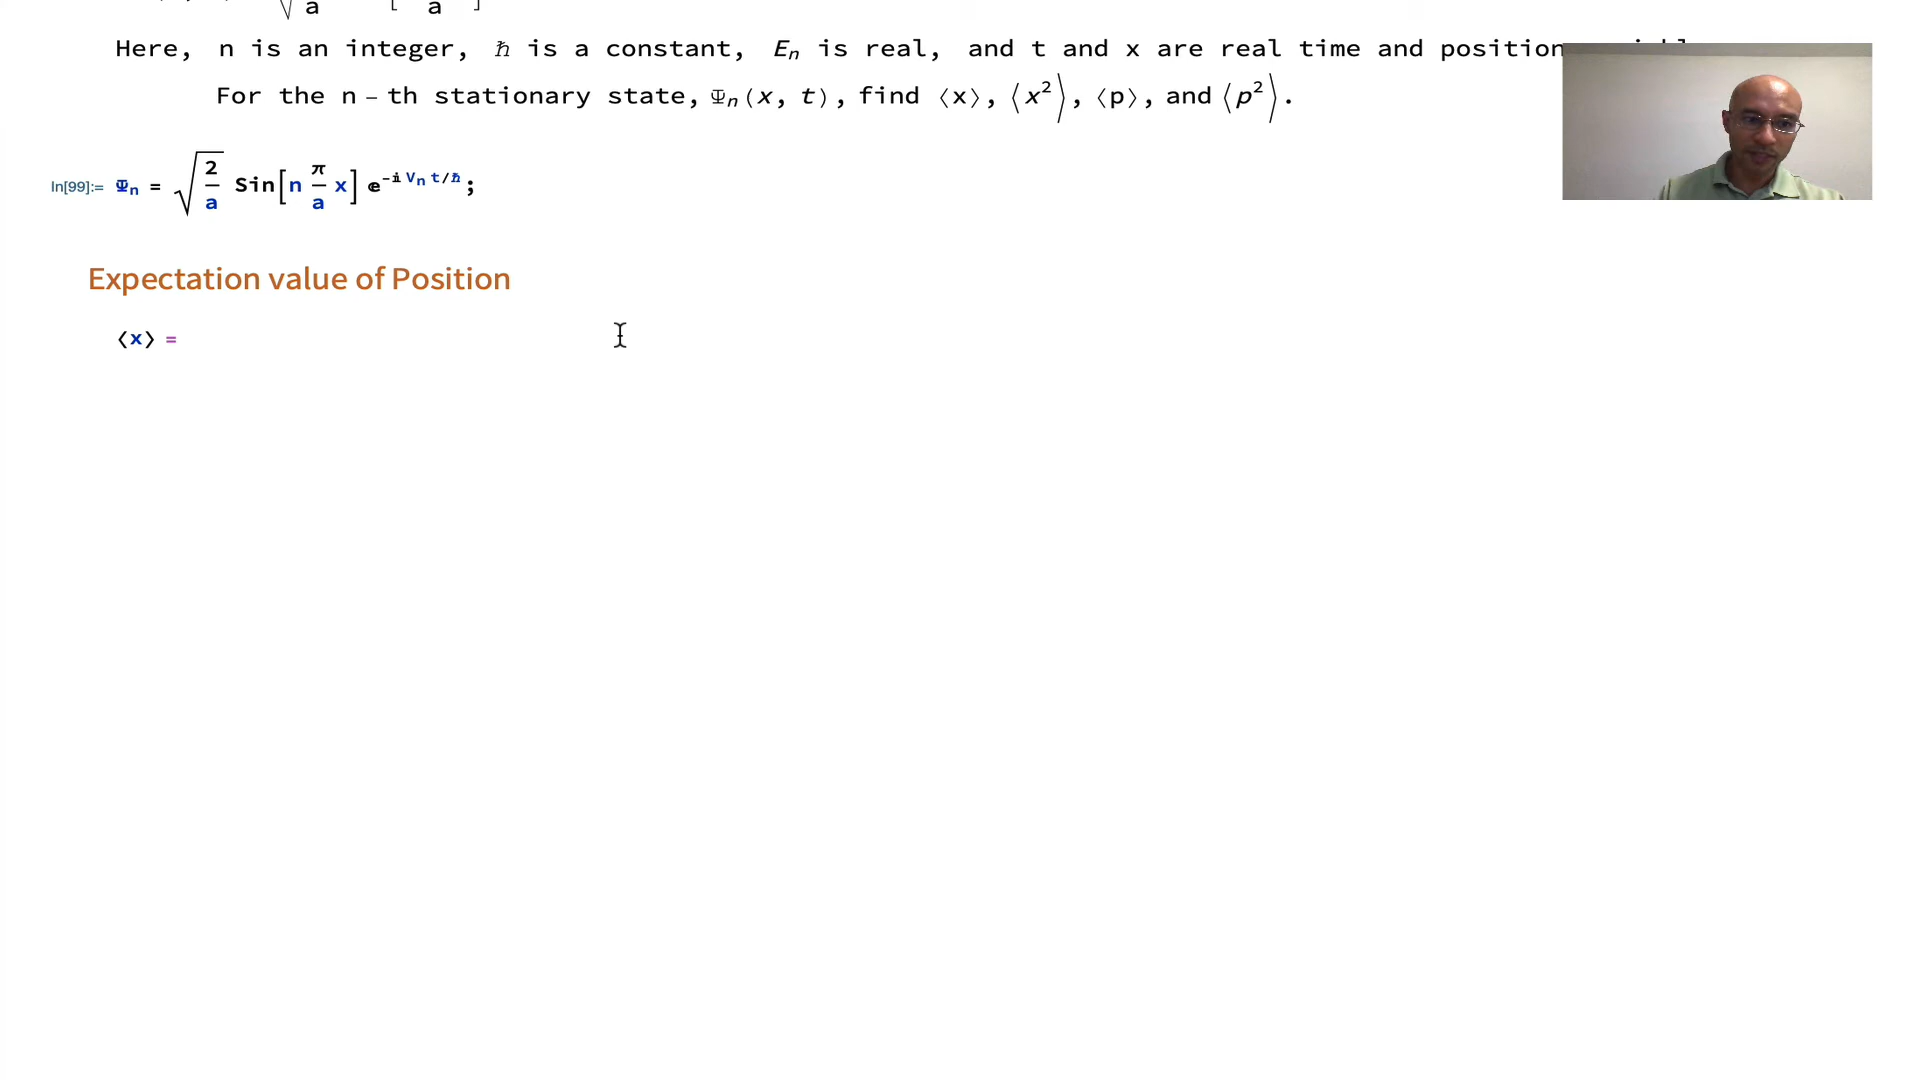 √a [ a ]
Here, n is an integer, ℏ is a constant, Eₙ is real, and t and x are real time and position
For the n – th stationary state, Ψₙ(x, t), find ⟨x⟩, ⟨x²⟩, ⟨p⟩, and ⟨p²⟩.
In[99]:= Ψₙ = √(2/a) Sin[n π/a x] e^(-i Vₙ t/ℏ);
Expectation value of Position
⟨x⟩ =